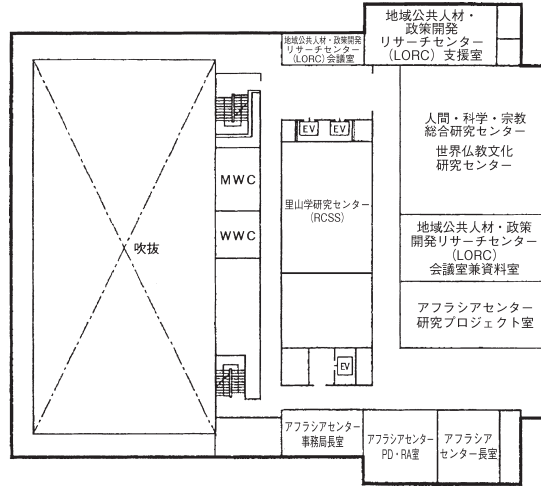 地域公共人材・
政策開発
リサーチセンター
(LORC) 支援室
地域公共人材・政策開発
リサーチセンター
(LORC) 会議室
人間・科学・宗教
総合研究センター
世界仏教文化
研究センター
EV
EV
MWC
里山学研究センター
(RCSS)
WWC
吹抜
地域公共人材・政策
開発リサーチセンター
(LORC)
会議室兼資料室
アフラシアセンター
研究プロジェクト室
EV
アフラシアセンター
事務局長室
アフラシアセンター
PD・RA室
アフラシア
センター長室